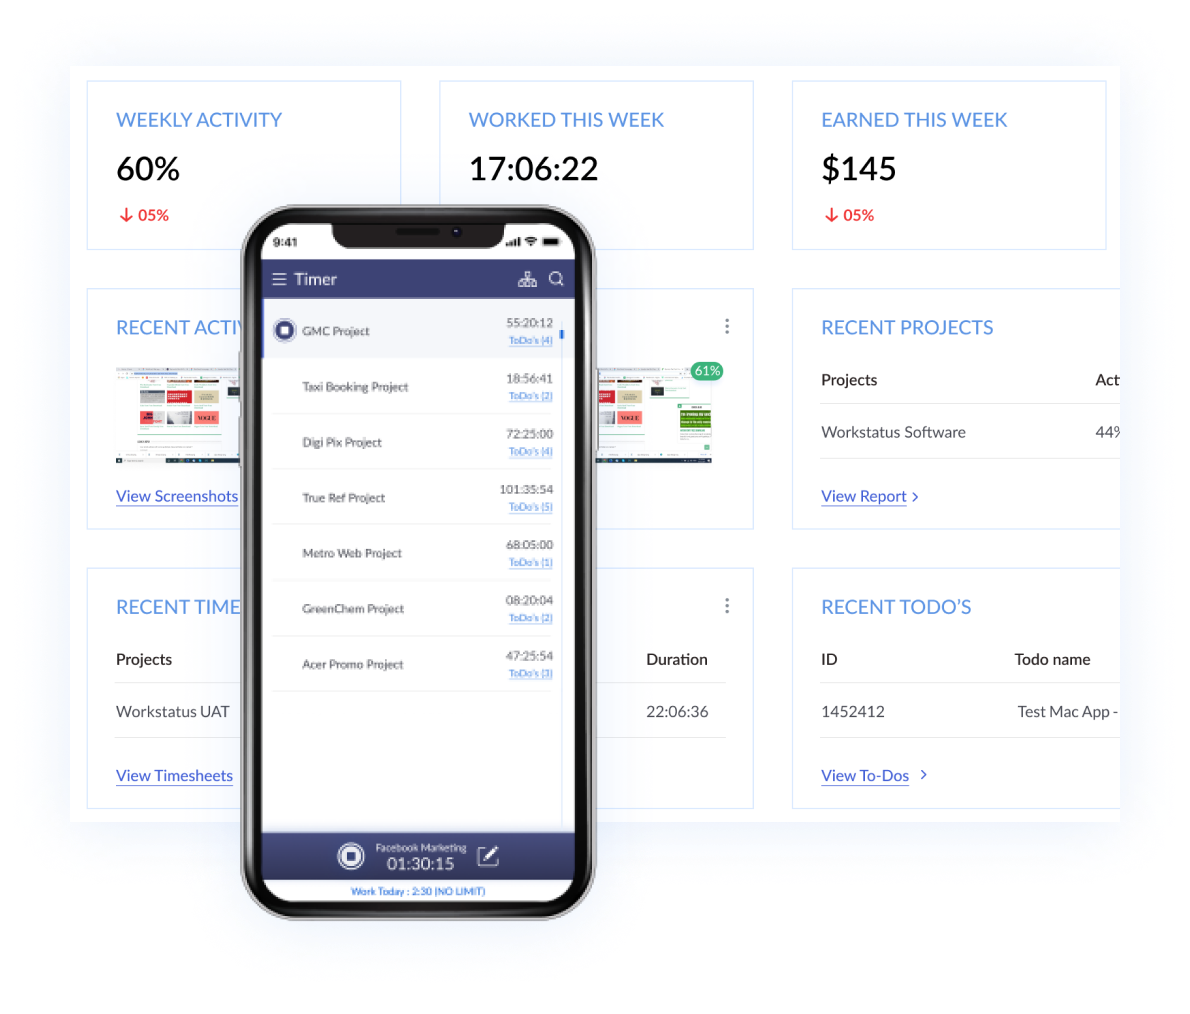 WEEKLY ACTIVITY
60%
05%
WORKED THIS WEEK
17:06:22
EARNED THIS WEEK
$145
05%
RECENT ACTIV
View Screenshots
61%
RECENT PROJECTS
Projects Act
Workstatus Software 44%
View Report
RECENT TIME
Projects Duration
Workstatus UAT 22:06:36
View Timesheets
RECENT TODO'S
ID Todo name
1452412 Test Mac App -
View To-Dos
9:41
Timer
GMC Project 55:20:12
ToDo's (4)
Taxi Booking Project 18:56:41
ToDo's (2)
Digi Pix Project 72:25:00
ToDo's (4)
True Ref Project 101:35:54
ToDo's (5)
Metro Web Project 68:05:00
ToDo's (1)
GreenChem Project 08:20:04
ToDo's (2)
Acer Promo Project 47:25:54
ToDo's (3)
Facebook Marketing
01:30:15
Work Today : 2:30 (NO LIMIT)
VOGUE
VOGUE